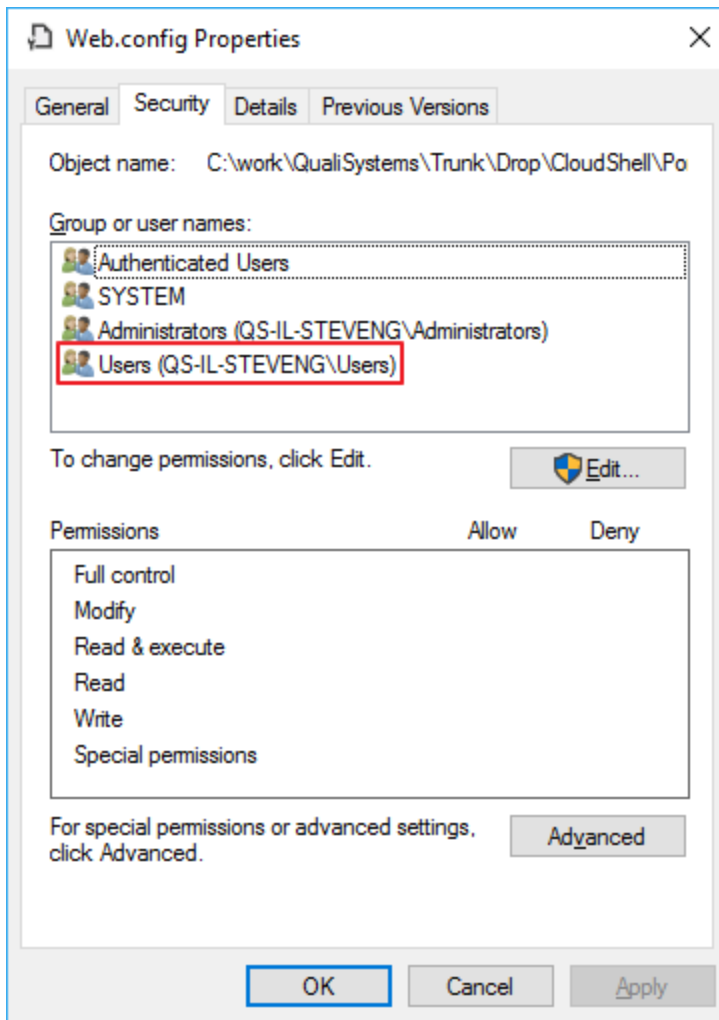 Web.config Properties
General Security Details Previous Versions
Object name: C:\work\QualiSystems\Trunk\Drop\CloudShell\Po
Group or user names:
Authenticated Users
SYSTEM
Administrators (QS-IL-STEVENG\Administrators)
Users (QS-IL-STEVENG\Users)
To change permissions, click Edit.
Edit...
Permissions Allow Deny
Full control
Modify
Read & execute
Read
Write
Special permissions
For special permissions or advanced settings,
click Advanced.
Advanced
OK Cancel Apply